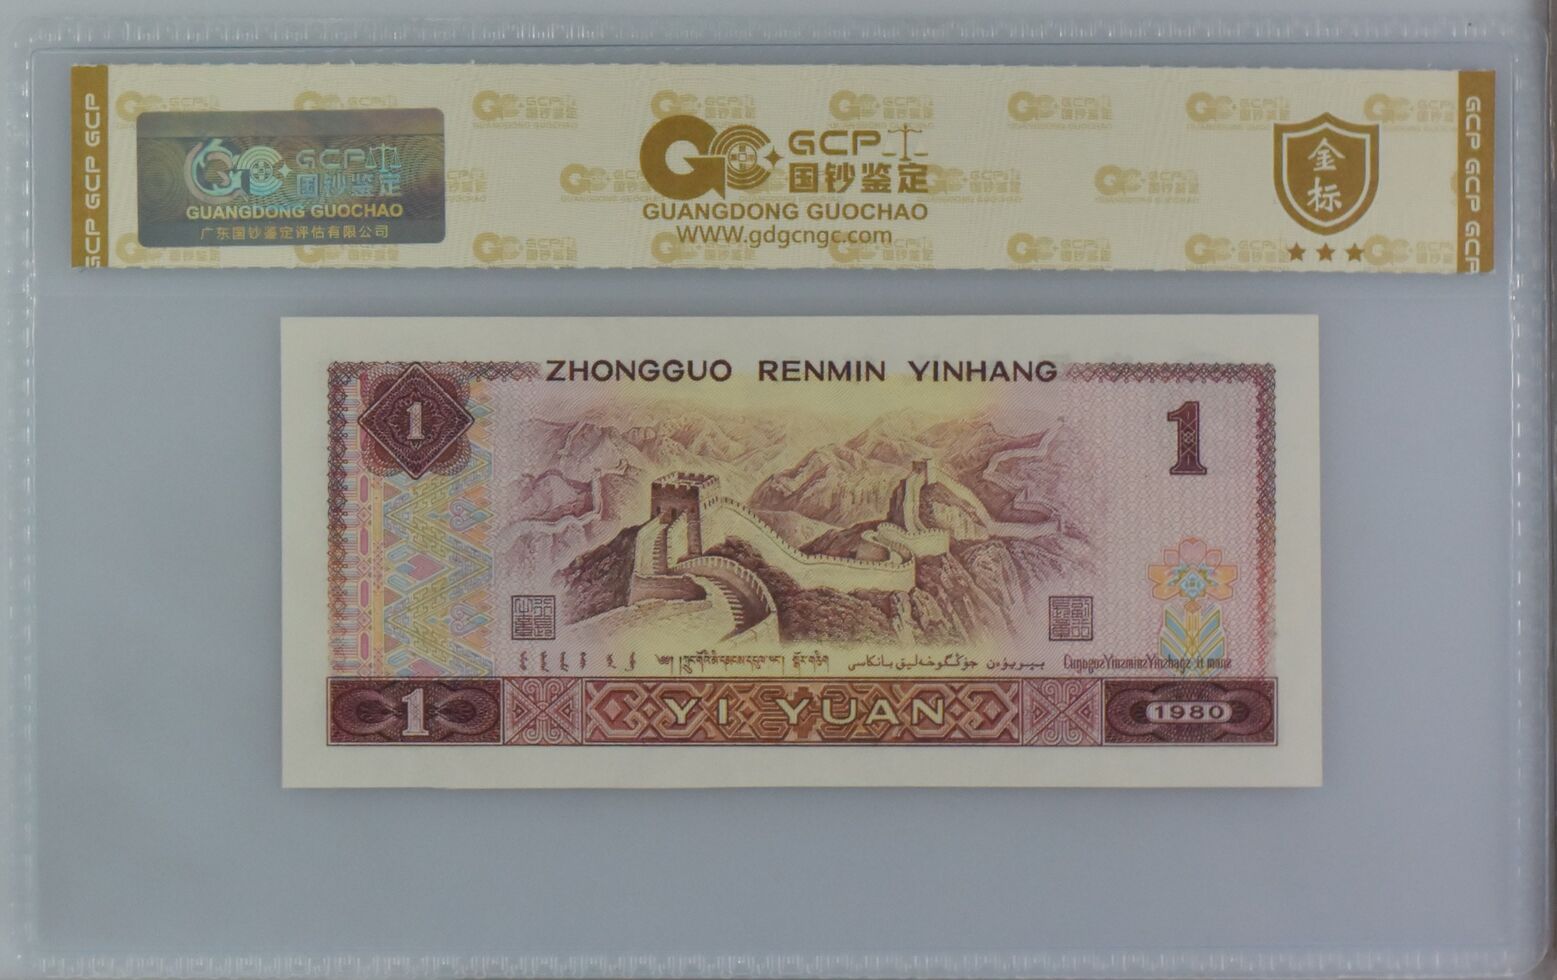 GCP GCP GCP
GCP
国钞鉴定
GUANGDONG GUOCHAO
广东国钞鉴定评估有限公司
GCP
国钞鉴定
GUANGDONG GUOCHAO
www.gdgcngc.com
金标
GCP GCP GCP
ZHONGGUO RENMIN YINHANG
1
1
1
YI YUAN
1980